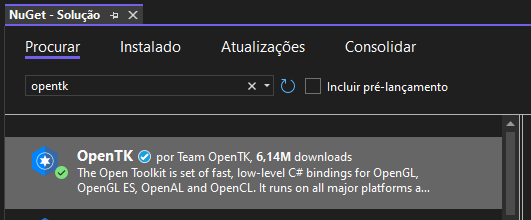 NuGet - Solução
Procurar Instalado Atualizações Consolidar
opentk
Incluir pré-lançamento
OpenTK por Team OpenTK, 6,14M downloads
The Open Toolkit is set of fast, low-level C# bindings for OpenGL,
OpenGL ES, OpenAL and OpenCL. It runs on all major platforms a...